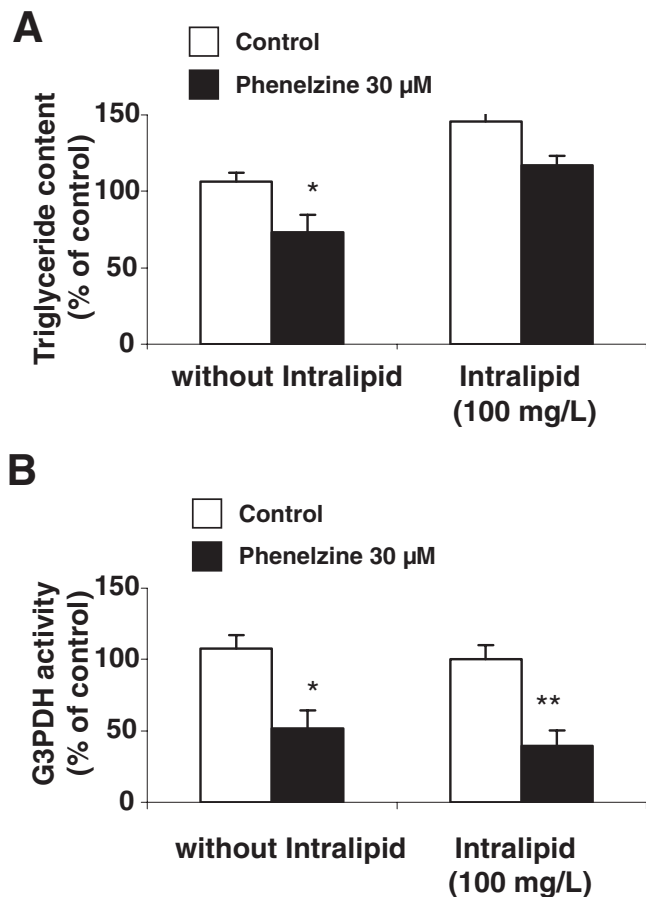 A
Control
Phenelzine 30 µM
Triglyceride content
(% of control)
150
100
50
0
*
without Intralipid
Intralipid
(100 mg/L)
B
Control
Phenelzine 30 µM
G3PDH activity
(% of control)
150
100
50
0
*
**
without Intralipid
Intralipid
(100 mg/L)